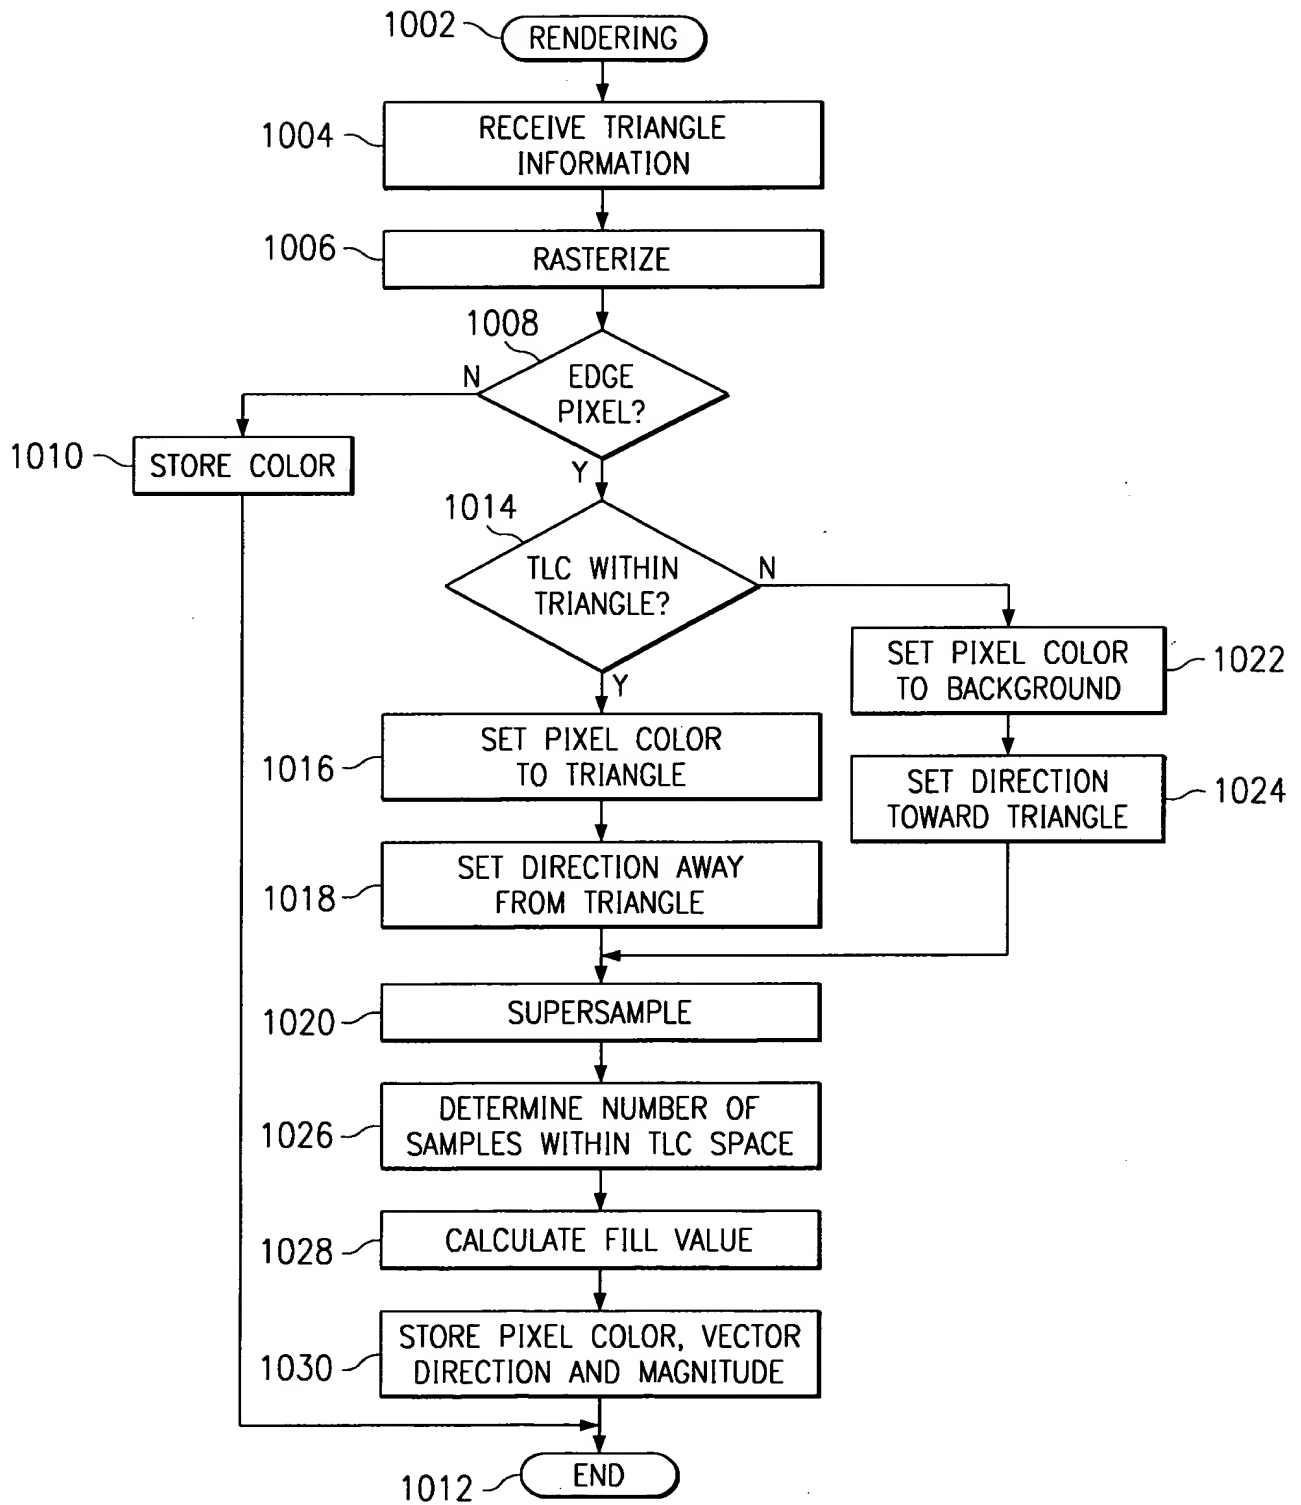 1002
RENDERING
1004
RECEIVE TRIANGLE
INFORMATION
1006
RASTERIZE
1008
EDGE
PIXEL?
N
Y
1010
STORE COLOR
1014
TLC WITHIN
TRIANGLE?
N
Y
SET PIXEL COLOR
TO BACKGROUND
1022
1016
SET PIXEL COLOR
TO TRIANGLE
SET DIRECTION
TOWARD TRIANGLE
1024
1018
SET DIRECTION AWAY
FROM TRIANGLE
1020
SUPERSAMPLE
1026
DETERMINE NUMBER OF
SAMPLES WITHIN TLC SPACE
1028
CALCULATE FILL VALUE
1030
STORE PIXEL COLOR, VECTOR
DIRECTION AND MAGNITUDE
1012
END